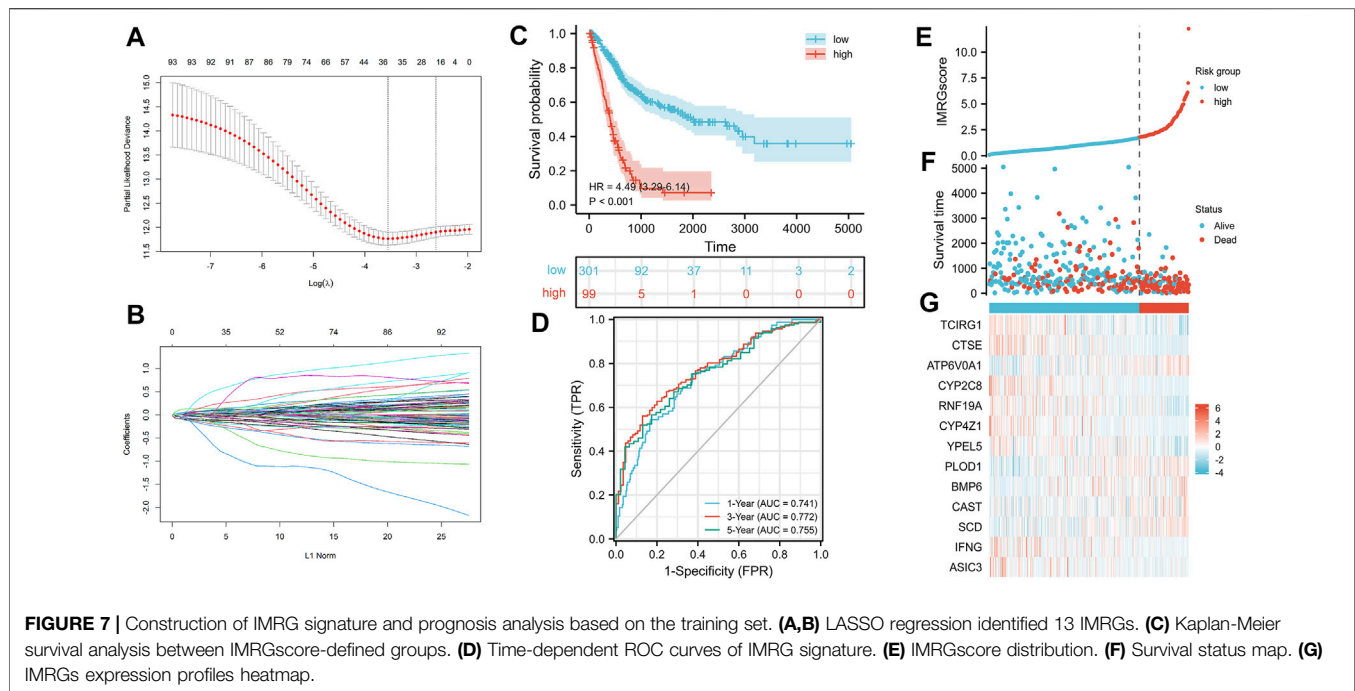 A
93 93 92 91 87 86 79 74 66 57 44 36 35 28 16 4 0
Partial Likelihood Deviance
15.0
14.5
14.0
13.5
13.0
12.5
12.0
11.5
-7 -6 -5 -4 -3 -2
Log(λ)
B
0 35 52 74 86 92
Coefficients
1.0
0.5
0.0
-0.5
-1.0
-1.5
-2.0
0 5 10 15 20 25
L1 Norm
C
Survival probability
1.0
0.8
0.6
0.4
0.2
0.0
low
high
HR = 4.49 (3.29-6.14)
P < 0.001
0 1000 2000 3000 4000 5000
Time
low 301 92 37 11 3 2
high 99 5 1 0 0 0
D
Sensitivity (TPR)
1.0
0.8
0.6
0.4
0.2
0.0
1-Year (AUC = 0.741)
3-Year (AUC = 0.772)
5-Year (AUC = 0.755)
0.0 0.2 0.4 0.6 0.8 1.0
1-Specificity (FPR)
E
IMRGscore
10.0
7.5
5.0
2.5
0.0
Risk group
low
high
F
Survival time
5000
4000
3000
2000
1000
0
Status
Alive
Dead
G
TCIRG1
CTSE
ATP6V0A1
CYP2C8
RNF19A
CYP4Z1
YPEL5
PLOD1
BMP6
CAST
SCD
IFNG
ASIC3
6
4
2
0
-2
-4
FIGURE 7 | Construction of IMRG signature and prognosis analysis based on the training set. (A,B) LASSO regression identified 13 IMRGs. (C) Kaplan-Meier
survival analysis between IMRGscore-defined groups. (D) Time-dependent ROC curves of IMRG signature. (E) IMRGscore distribution. (F) Survival status map. (G)
IMRGs expression profiles heatmap.